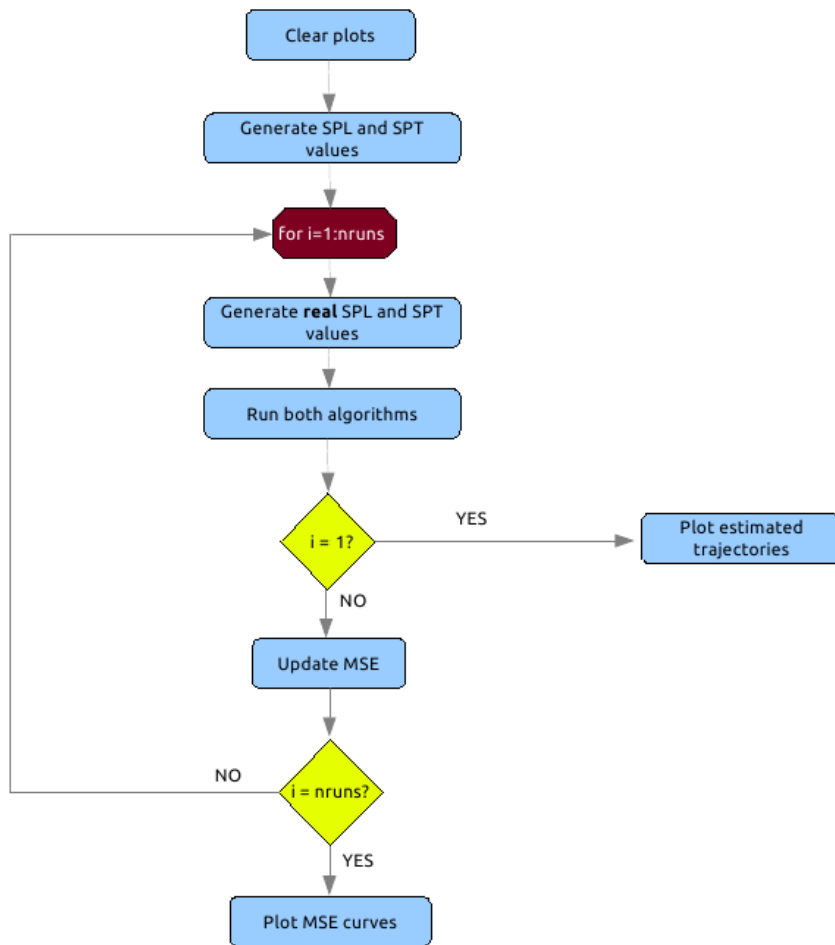 Clear plots
Generate SPL and SPT
values
for i=1:nruns
Generate real SPL and SPT
values
Run both algorithms
i = 1?
YES
Plot estimated
trajectories
NO
Update MSE
i = nruns?
NO
YES
Plot MSE curves